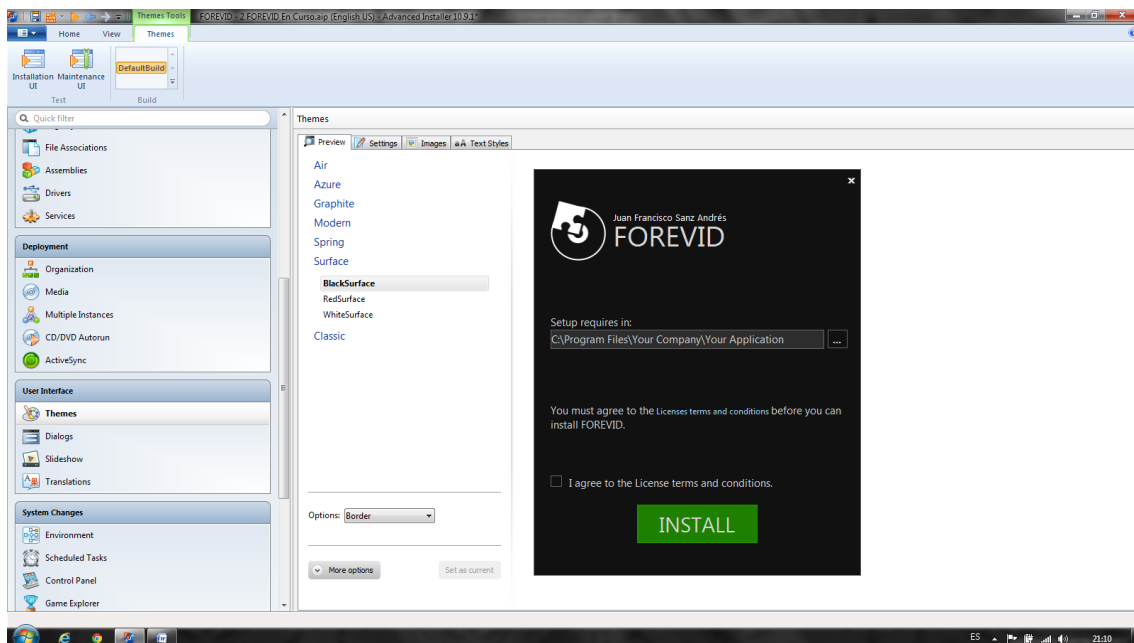 Themes Tools
FOREVID - 2 FOREVID En Curso.aip (English US) - Advanced Installer 10.9.1*
Home View Themes
Installation UI
Maintenance UI
DefaultBuild
Test
Build
Quick filter
File Associations
Assemblies
Drivers
Services
Deployment
Organization
Media
Multiple Instances
CD/DVD Autorun
ActiveSync
User Interface
Themes
Dialogs
Slideshow
Translations
System Changes
Environment
Scheduled Tasks
Control Panel
Game Explorer
Themes
Preview Settings Images aA Text Styles
Air
Azure
Graphite
Modern
Spring
Surface
BlackSurface
RedSurface
WhiteSurface
Classic
Options: Border
More options
Set as current
Juan Francisco Sanz Andrés
FOREVID
Setup requires in:
C:\Program Files\Your Company\Your Application
...
You must agree to the Licenses terms and conditions before you can
install FOREVID.
I agree to the License terms and conditions.
INSTALL
ES
21:10